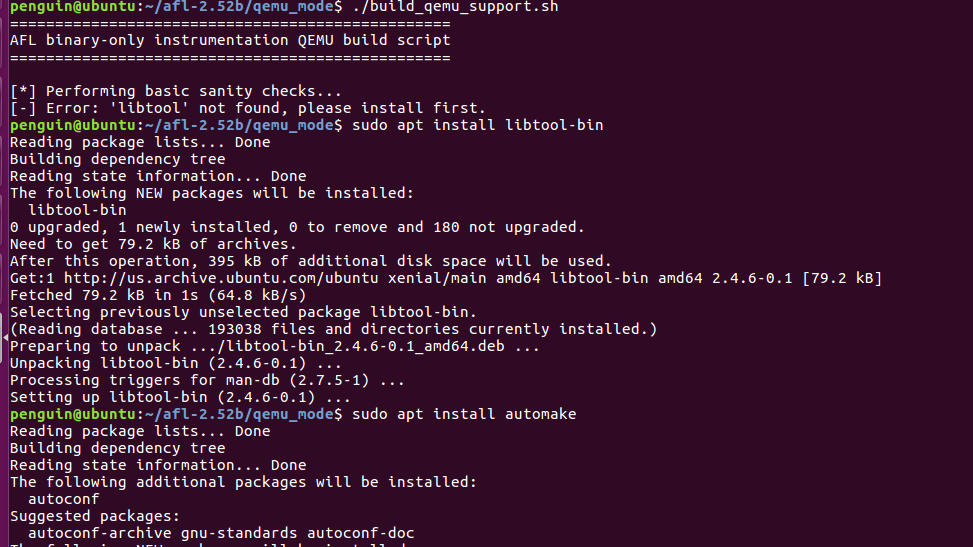 penguin@ubuntu:~/afl-2.52b/qemu_mode$ ./build_qemu_support.sh
=================================================
AFL binary-only instrumentation QEMU build script
=================================================
[*] Performing basic sanity checks...
[-] Error: 'libtool' not found, please install first.
penguin@ubuntu:~/afl-2.52b/qemu_mode$ sudo apt install libtool-bin
Reading package lists... Done
Building dependency tree
Reading state information... Done
The following NEW packages will be installed:
  libtool-bin
0 upgraded, 1 newly installed, 0 to remove and 180 not upgraded.
Need to get 79.2 kB of archives.
After this operation, 395 kB of additional disk space will be used.
Get:1 http://us.archive.ubuntu.com/ubuntu xenial/main amd64 libtool-bin amd64 2.4.6-0.1 [79.2 kB]
Fetched 79.2 kB in 1s (64.8 kB/s)
Selecting previously unselected package libtool-bin.
(Reading database ... 193038 files and directories currently installed.)
Preparing to unpack .../libtool-bin_2.4.6-0.1_amd64.deb ...
Unpacking libtool-bin (2.4.6-0.1) ...
Processing triggers for man-db (2.7.5-1) ...
Setting up libtool-bin (2.4.6-0.1) ...
penguin@ubuntu:~/afl-2.52b/qemu_mode$ sudo apt install automake
Reading package lists... Done
Building dependency tree
Reading state information... Done
The following additional packages will be installed:
  autoconf
Suggested packages:
  autoconf-archive gnu-standards autoconf-doc